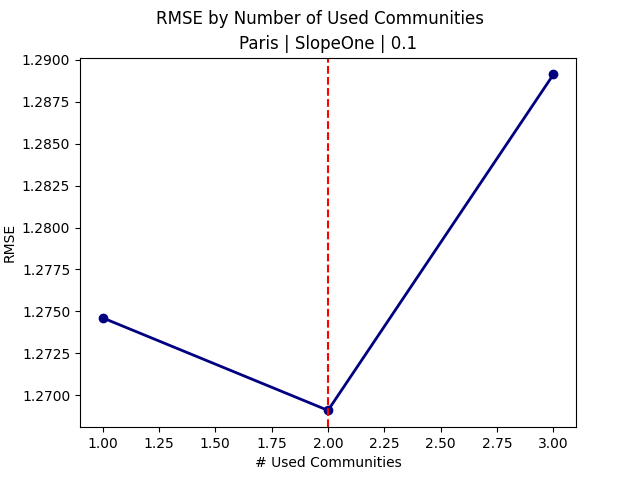 RMSE by Number of Used Communities
Paris | SlopeOne | 0.1
1.2900
1.2875
1.2850
1.2825
1.2800
1.2775
1.2750
1.2725
1.2700
RMSE
1.00 1.25 1.50 1.75 2.00 2.25 2.50 2.75 3.00
# Used Communities